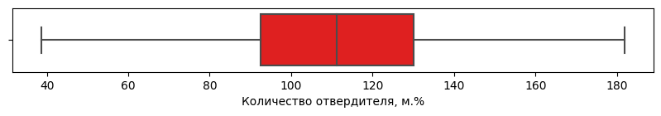 40 60 80 100 120 140 160 180
Количество отвердителя, м.%